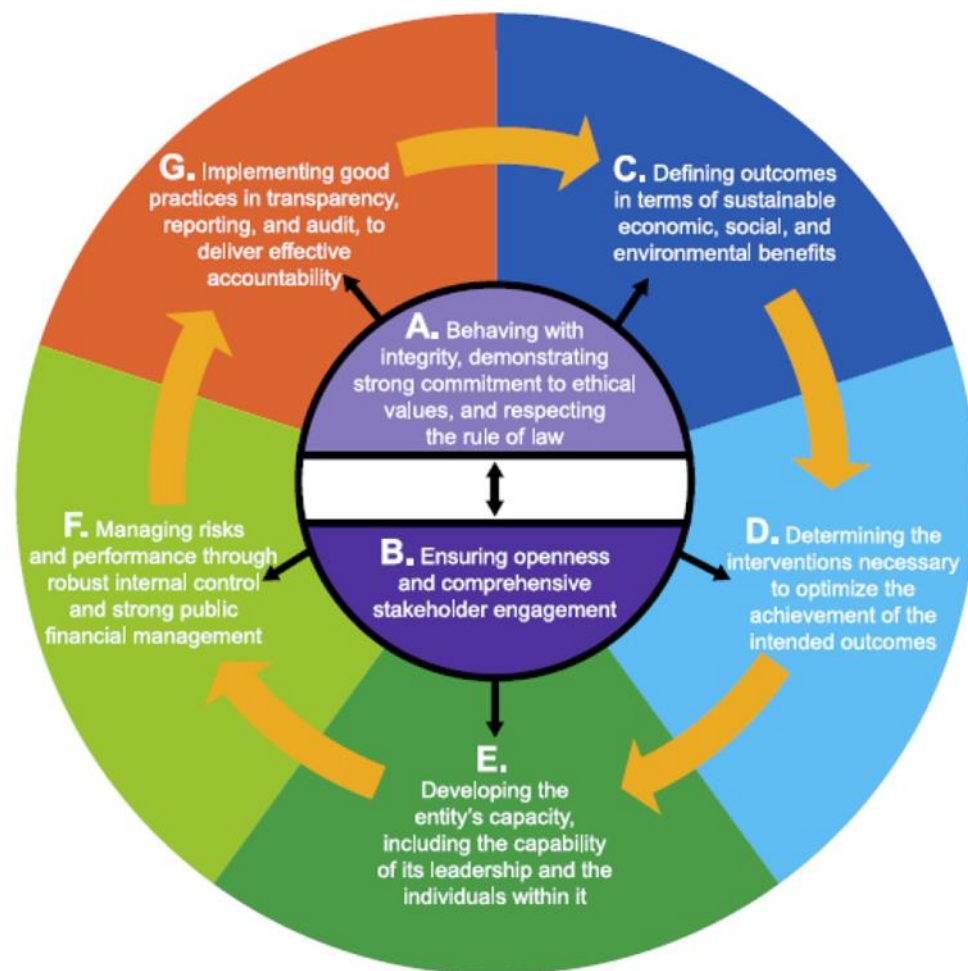 A. Behaving with
integrity, demonstrating
strong commitment to ethical
values, and respecting
the rule of law
B. Ensuring openness
and comprehensive
stakeholder engagement
C. Defining outcomes
in terms of sustainable
economic, social, and
environmental benefits
D. Determining the
interventions necessary
to optimize the
achievement of the
intended outcomes
E.
Developing the
entity's capacity,
including the capability
of its leadership and the
individuals within it
F. Managing risks
and performance through
robust internal control
and strong public
financial management
G. Implementing good
practices in transparency,
reporting, and audit, to
deliver effective
accountability